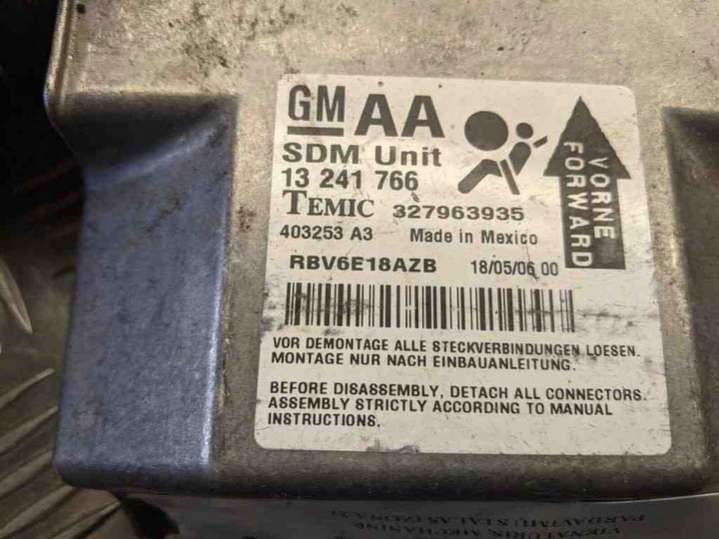 GM AA
SDM Unit
13 241 766
TEMIC 327963935
403253 A3 Made in Mexico
RBV6E18AZB 18/05/06 00
VORNE
FORWARD
VOR DEMONTAGE ALLE STECKVERBINDUNGEN LOESEN.
MONTAGE NUR NACH EINBAUANLEITUNG.
BEFORE DISASSEMBLY, DETACH ALL CONNECTORS.
ASSEMBLY STRICTLY ACCORDING TO MANUAL
INSTRUCTIONS.